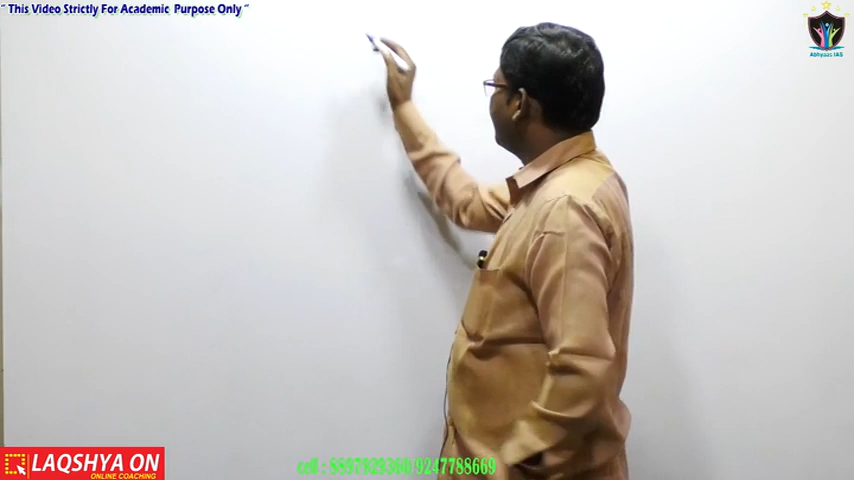 " This Video Strictly For Academic Purpose Only "
Abhyaas IAS
LAQSHYA ON
ONLINE COACHING
cell : 8897929360/9247788669